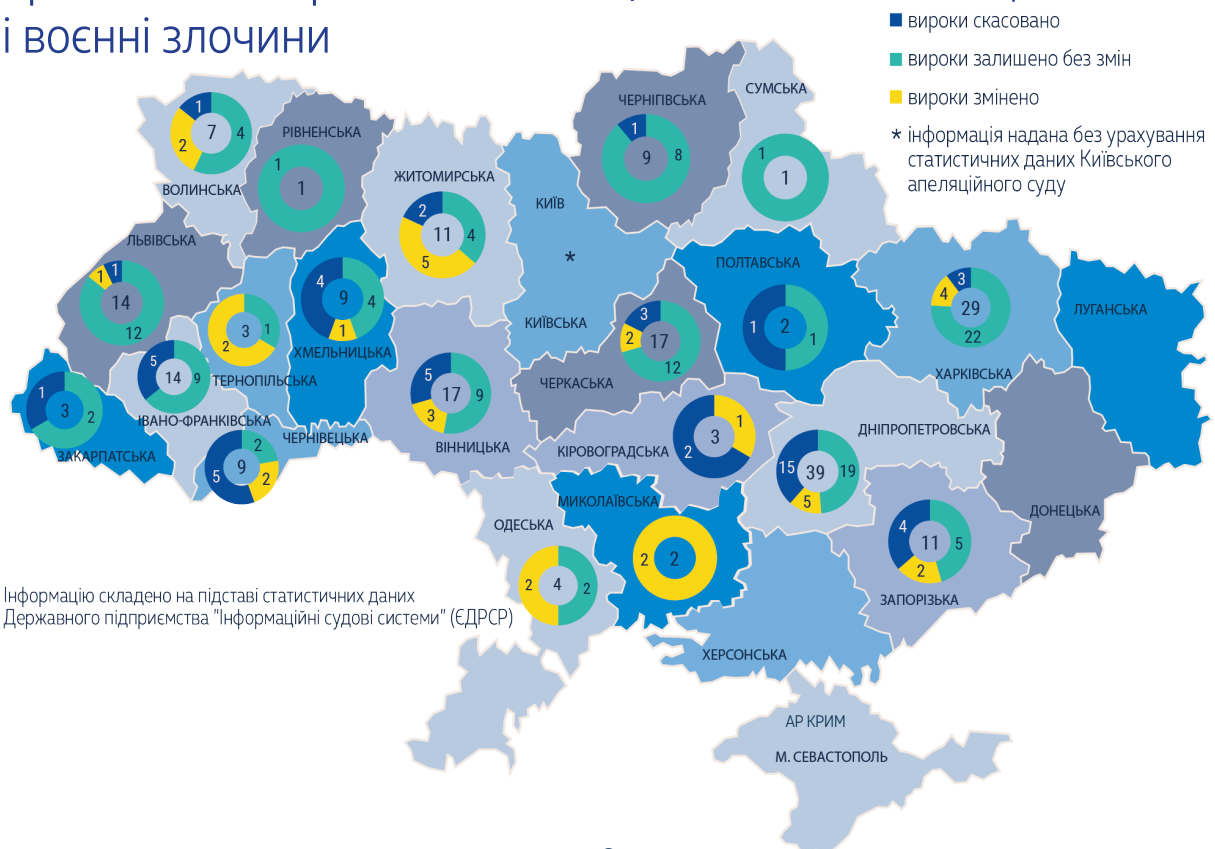 і воєнні злочини
вироки скасовано
вироки залишено без змін
вироки змінено
* інформація надана без урахування
статистичних даних Київського
апеляційного суду
ВОЛИНСЬКА
1
7
4
2
РІВНЕНСЬКА
1
1
ЖИТОМИРСЬКА
2
11
4
5
КИЇВ
*
КИЇВСЬКА
ЧЕРНІГІВСЬКА
1
9
8
СУМСЬКА
1
1
ЛЬВІВСЬКА
1
1
14
12
ТЕРНОПІЛЬСЬКА
3
1
2
ХМЕЛЬНИЦЬКА
4
9
4
1
ПОЛТАВСЬКА
1
2
1
ХАРКІВСЬКА
3
4
29
22
ЛУГАНСЬКА
ЧЕРКАСЬКА
3
2
17
12
ІВАНО-ФРАНКІВСЬКА
5
14
9
ЗАКАРПАТСЬКА
1
3
2
ЧЕРНІВЕЦЬКА
2
9
5
2
ВІННИЦЬКА
5
17
9
3
КІРОВОГРАДСЬКА
1
3
2
ДНІПРОПЕТРОВСЬКА
15
39
19
5
ДОНЕЦЬКА
ОДЕСЬКА
2
4
2
МИКОЛАЇВСЬКА
2
2
ЗАПОРІЗЬКА
4
11
5
2
ХЕРСОНСЬКА
АР КРИМ
М. СЕВАСТОПОЛЬ
Інформацію складено на підставі статистичних даних
Державного підприємства "Інформаційні судові системи" (ЄДРСР)